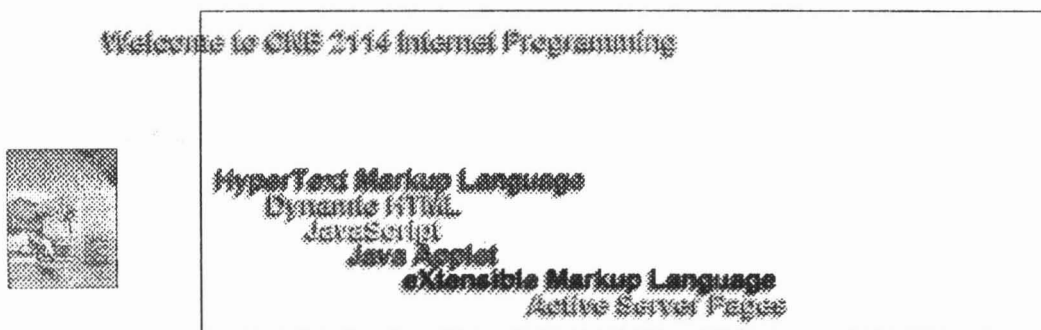 Welcome to CNB 2114 Internet Programming
HyperText Markup Language
Dynamic HTML
JavaScript
Java Applet
eXtensible Markup Language
Active Server Pages